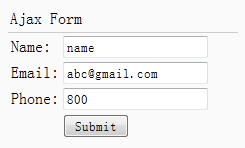 Ajax Form
Name: name
Email: abc@gmail.com
Phone: 800
Submit